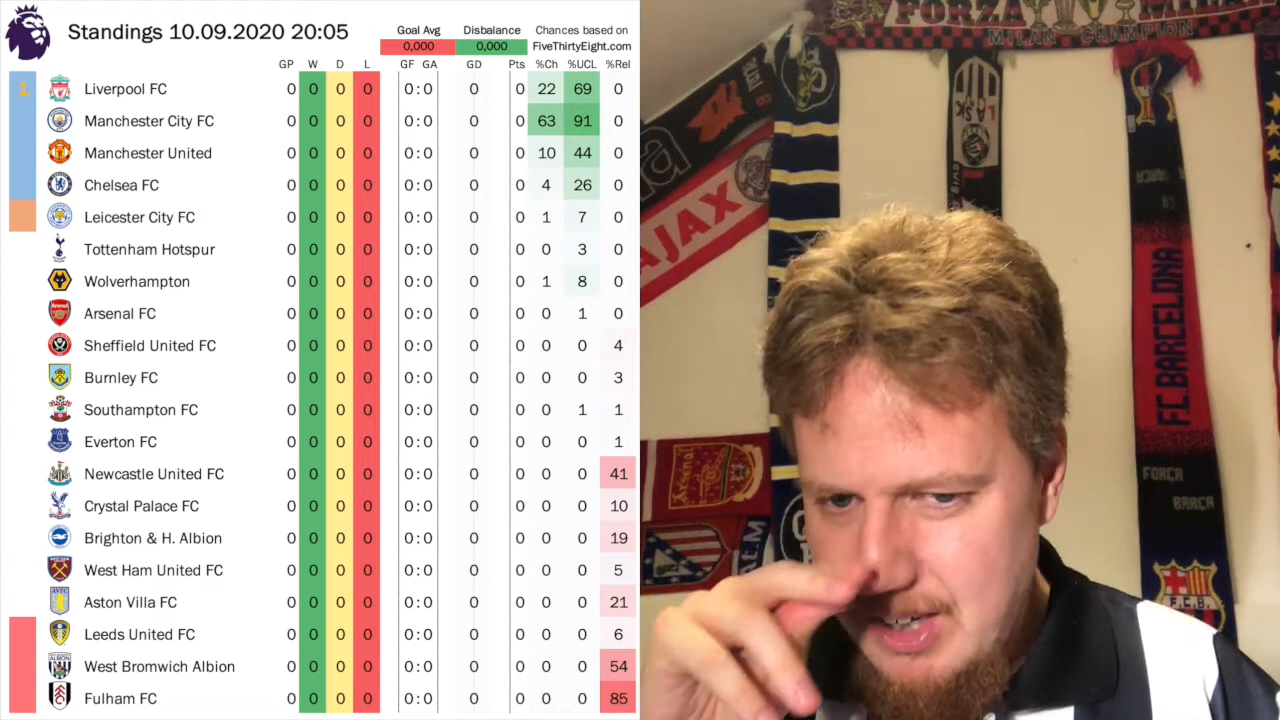 Standings 10.09.2020 20:05
Goal Avg Disbalance Chances based on
0,000 0,000 FiveThirtyEight.com
GP W D L GF GA GD Pts %Ch %UCL %Rel
1 Liverpool FC 0 0 0 0 0:0 0 0 22 69 0
Manchester City FC 0 0 0 0 0:0 0 0 63 91 0
Manchester United 0 0 0 0 0:0 0 0 10 44 0
Chelsea FC 0 0 0 0 0:0 0 0 4 26 0
Leicester City FC 0 0 0 0 0:0 0 0 1 7 0
Tottenham Hotspur 0 0 0 0 0:0 0 0 3 0
Wolverhampton 0 0 0 0 0:0 0 0 1 8 0
Arsenal FC 0 0 0 0 0:0 0 0 1 0
Sheffield United FC 0 0 0 0 0:0 0 0 0 0 4
Burnley FC 0 0 0 0 0:0 0 0 0 0 3
Southampton FC 0 0 0 0 0:0 0 0 0 1 1
Everton FC 0 0 0 0 0:0 0 0 0 0 1
Newcastle United FC 0 0 0 0 0:0 0 0 0 0 41
Crystal Palace FC 0 0 0 0 0:0 0 0 0 0 10
Brighton & H. Albion 0 0 0 0 0:0 0 0 0 0 19
West Ham United FC 0 0 0 0 0:0 0 0 0 0 5
Aston Villa FC 0 0 0 0 0:0 0 0 0 0 21
Leeds United FC 0 0 0 0 0:0 0 0 0 0 6
West Bromwich Albion 0 0 0 0 0:0 0 0 0 0 54
Fulham FC 0 0 0 0 0:0 0 0 0 0 85
FORZA
MILAN CHAMPION
LASK
AJAX
BARÇA
FC.BARCELONA
Arsenal
FORÇA
BARÇA
At.M
F.C.B.